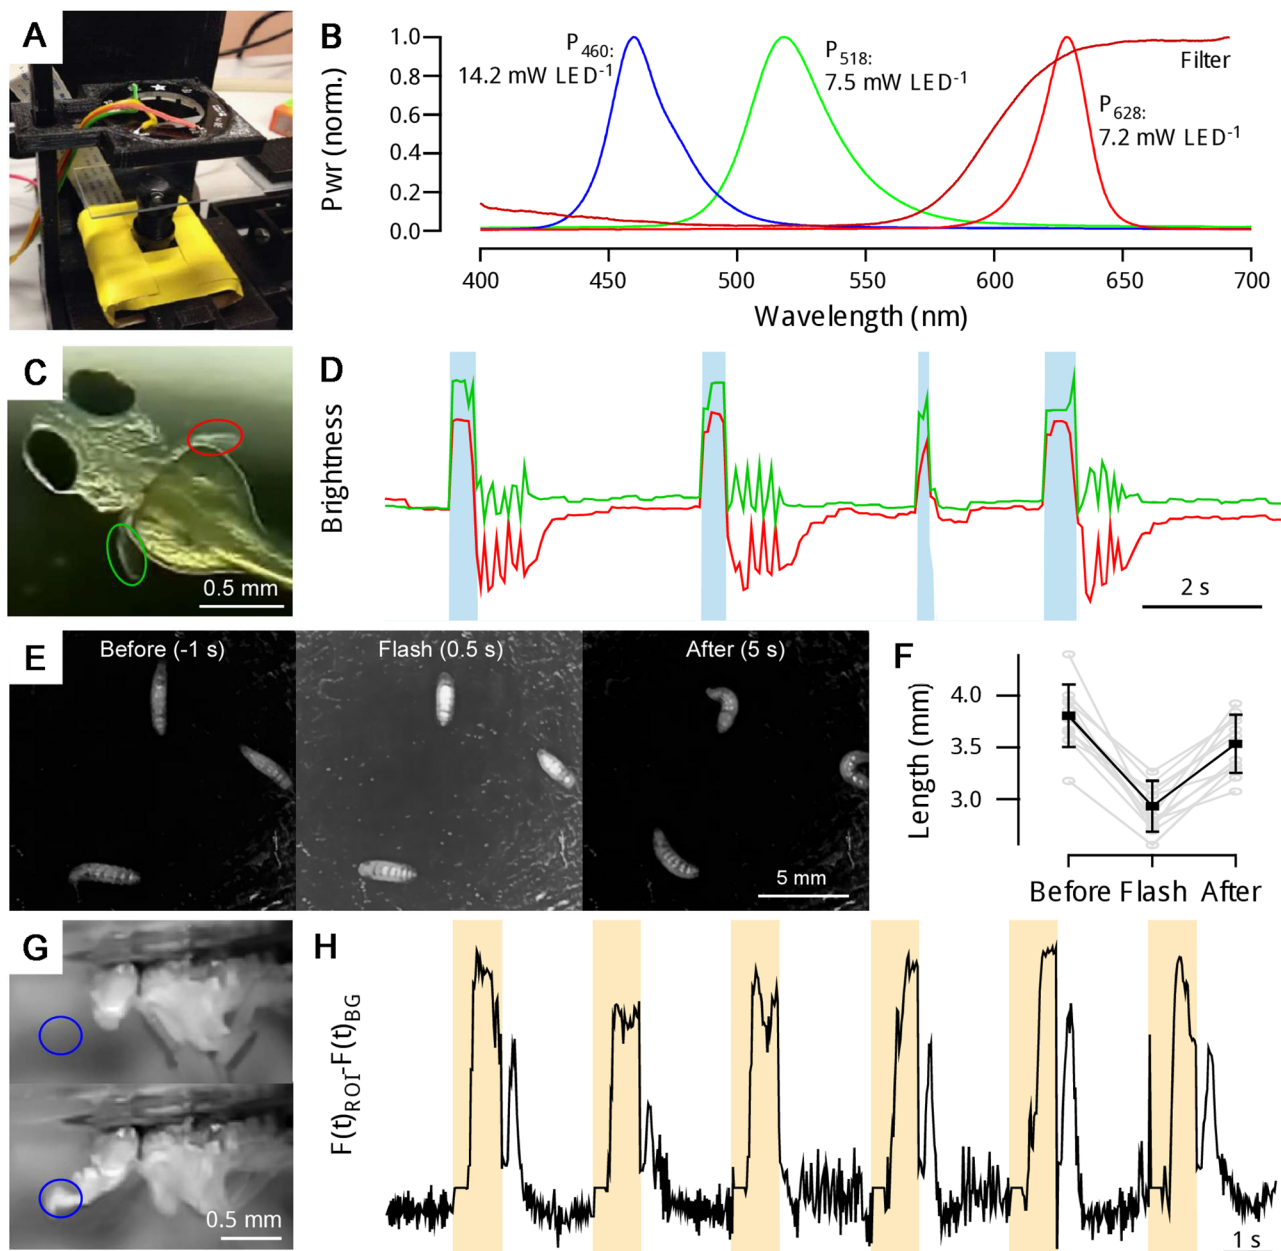 A
B
Pwr (norm.)
1.0
0.8
0.6
0.4
0.2
0.0
P460:
14.2 mW LED-1
P518:
7.5 mW LED-1
Filter
P628:
7.2 mW LED-1
400 450 500 550 600 650 700
Wavelength (nm)
C
0.5 mm
D
Brightness
2 s
E
Before (-1 s)
Flash (0.5 s)
After (5 s)
5 mm
F
Length (mm)
4.0
3.5
3.0
Before Flash After
G
0.5 mm
H
F(t)ROI-F(t)BG
1 s